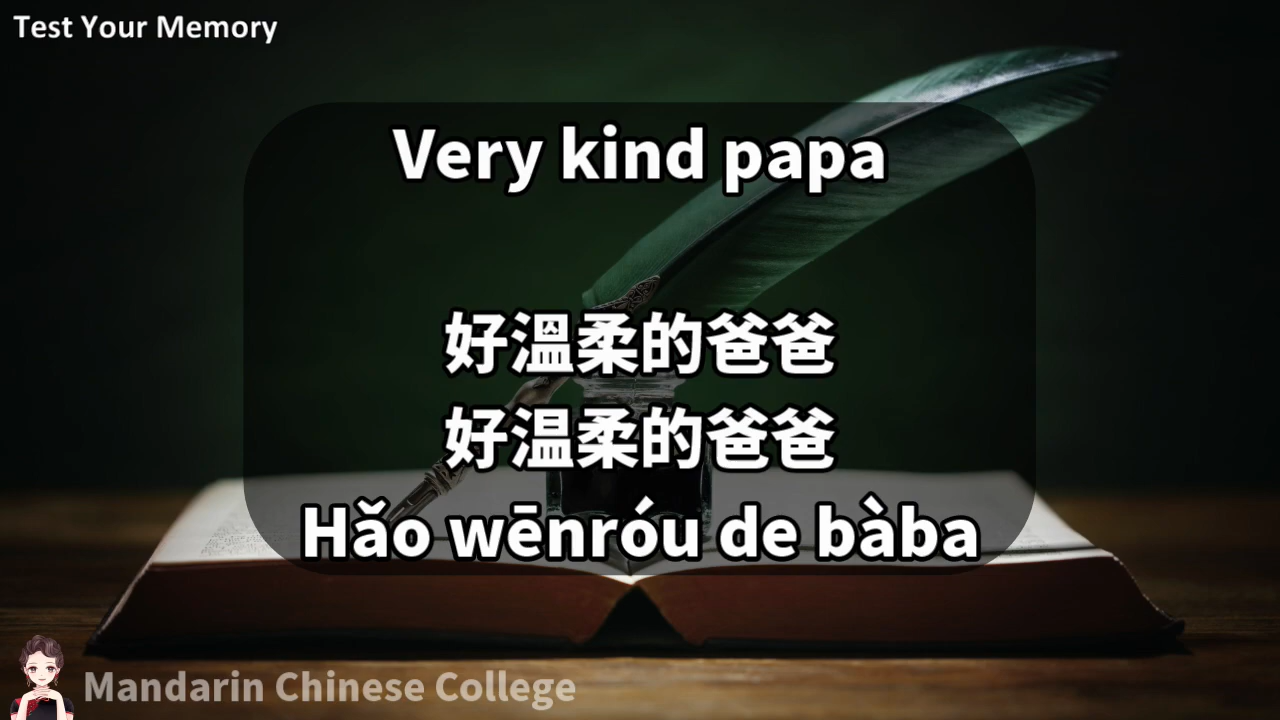 Test Your Memory
Very kind papa
好溫柔的爸爸
好温柔的爸爸
Hǎo wēnróu de bàba
Mandarin Chinese College